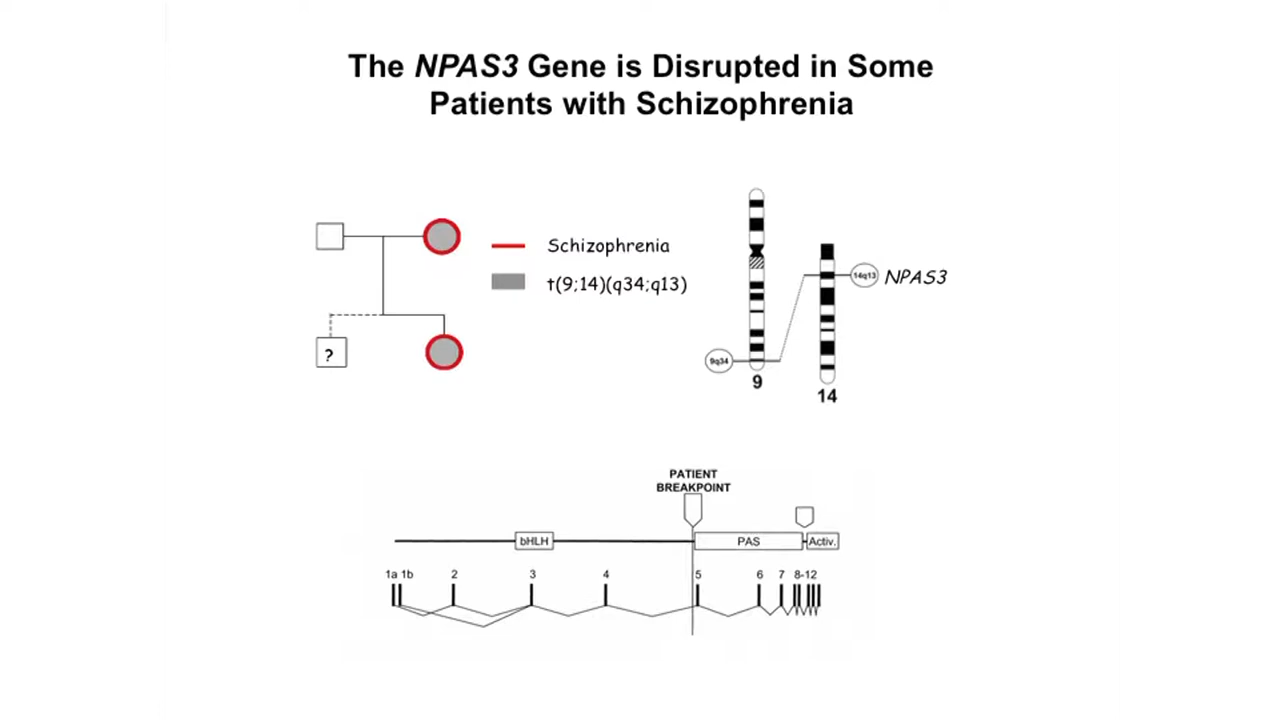 The NPAS3 Gene is Disrupted in Some
Patients with Schizophrenia
Schizophrenia
t(9;14)(q34;q13)
?
14q13
NPAS3
9q34
9
14
PATIENT
BREAKPOINT
bHLH
PAS
Activ.
1a 1b 2 3 4 5 6 7 8-12